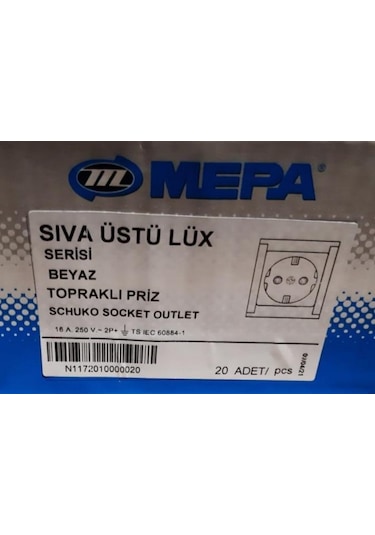 m MEPA®
SIVA ÜSTÜ LÜX
SERİSİ
BEYAZ
TOPRAKLI PRİZ
SCHUKO SOCKET OUTLET
16 A. 250 V ~ 2P+ ⏚ TS IEC 60884-1
N1172010000020
20 ADET/ pcs